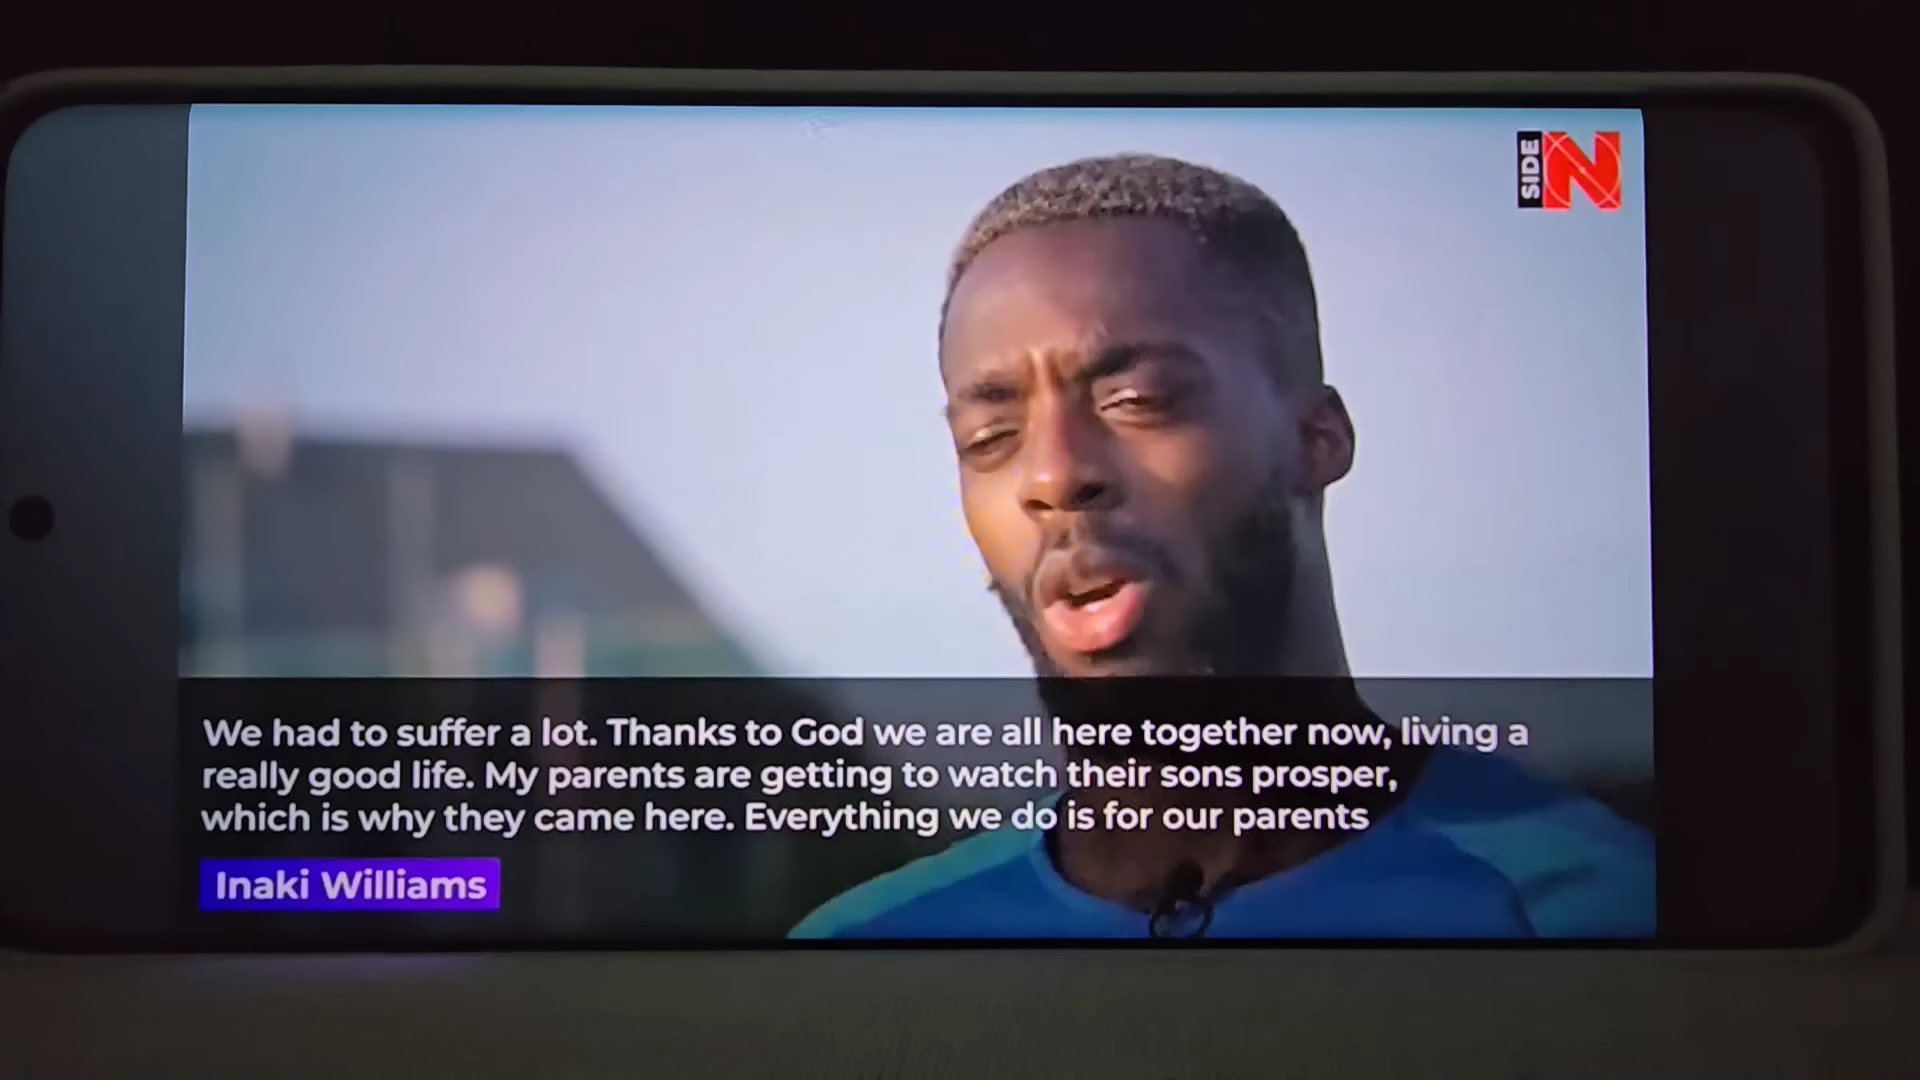 SIDE
N
We had to suffer a lot. Thanks to God we are all here together now, living a
really good life. My parents are getting to watch their sons prosper,
which is why they came here. Everything we do is for our parents
Inaki Williams